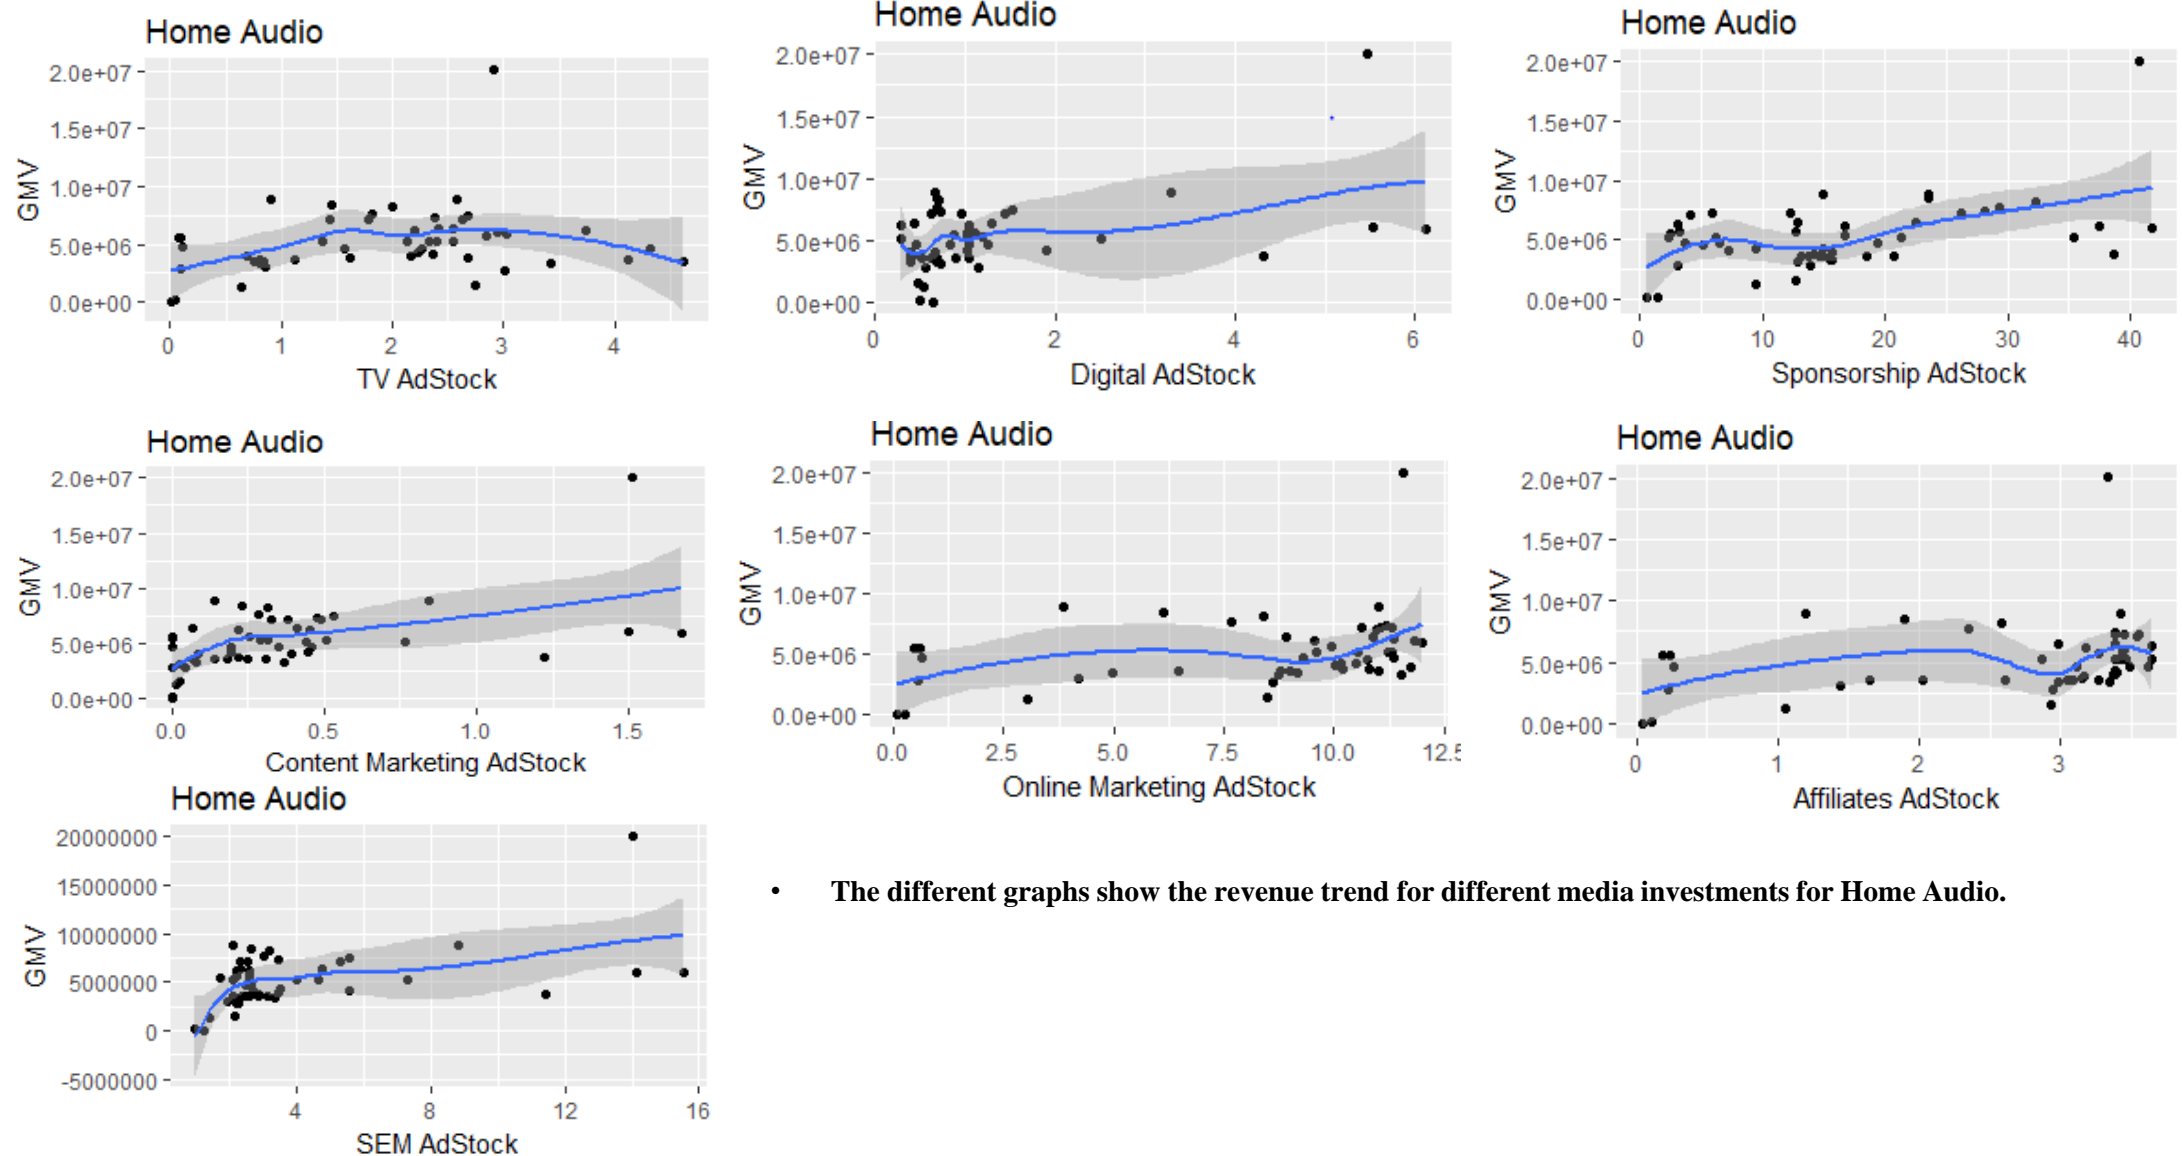 Home Audio
2.0e+07
1.5e+07
1.0e+07
5.0e+06
0.0e+00
GMV
0 1 2 3 4
TV AdStock
Home Audio
2.0e+07
1.5e+07
1.0e+07
5.0e+06
0.0e+00
GMV
0 2 4 6
Digital AdStock
Home Audio
2.0e+07
1.5e+07
1.0e+07
5.0e+06
0.0e+00
GMV
0 10 20 30 40
Sponsorship AdStock
Home Audio
2.0e+07
1.5e+07
1.0e+07
5.0e+06
0.0e+00
GMV
0.0 0.5 1.0 1.5
Content Marketing AdStock
Home Audio
2.0e+07
1.5e+07
1.0e+07
5.0e+06
0.0e+00
GMV
0.0 2.5 5.0 7.5 10.0 12.5
Online Marketing AdStock
Home Audio
2.0e+07
1.5e+07
1.0e+07
5.0e+06
0.0e+00
GMV
0 1 2 3
Affiliates AdStock
Home Audio
20000000
15000000
10000000
5000000
0
-5000000
GMV
4 8 12 16
SEM AdStock
• The different graphs show the revenue trend for different media investments for Home Audio.